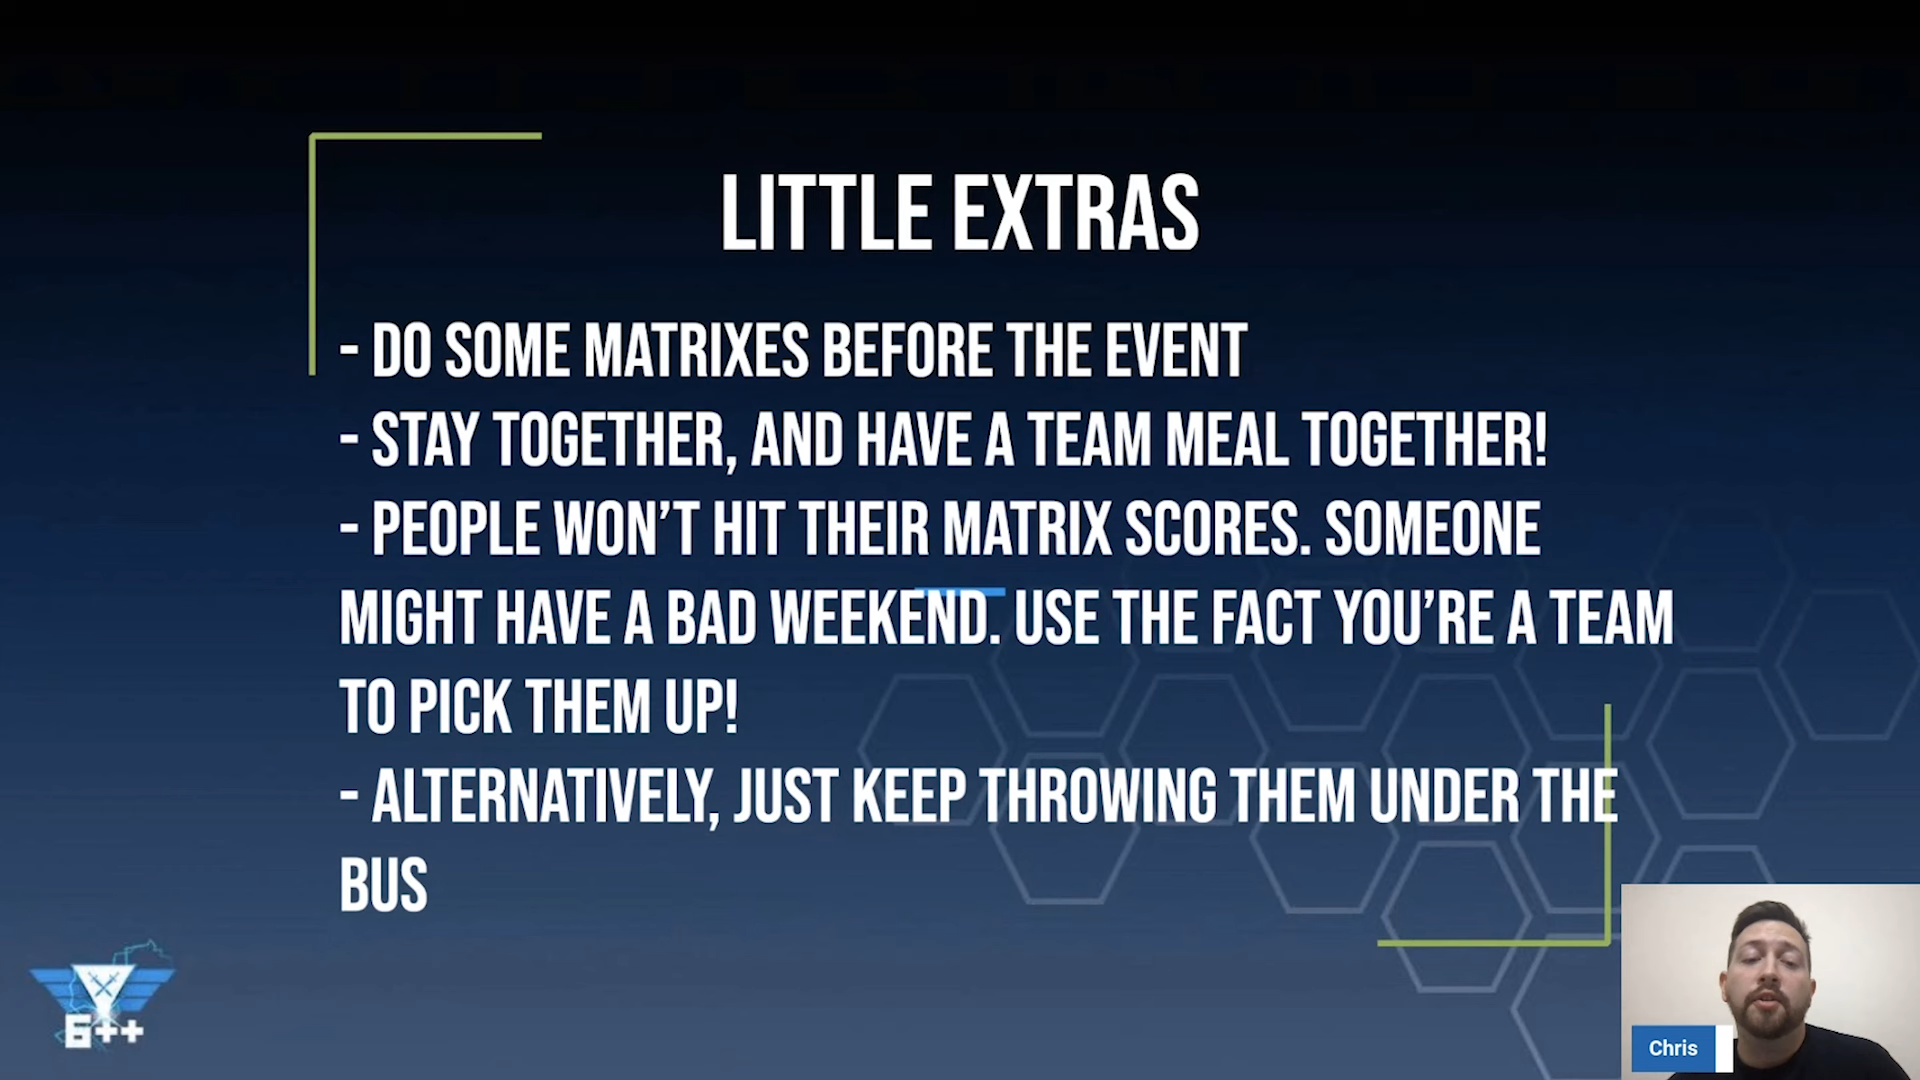 LITTLE EXTRAS
- DO SOME MATRIXES BEFORE THE EVENT
- STAY TOGETHER, AND HAVE A TEAM MEAL TOGETHER!
- PEOPLE WON'T HIT THEIR MATRIX SCORES. SOMEONE
MIGHT HAVE A BAD WEEKEND. USE THE FACT YOU'RE A TEAM
TO PICK THEM UP!
- ALTERNATIVELY, JUST KEEP THROWING THEM UNDER THE
BUS
6++
Chris